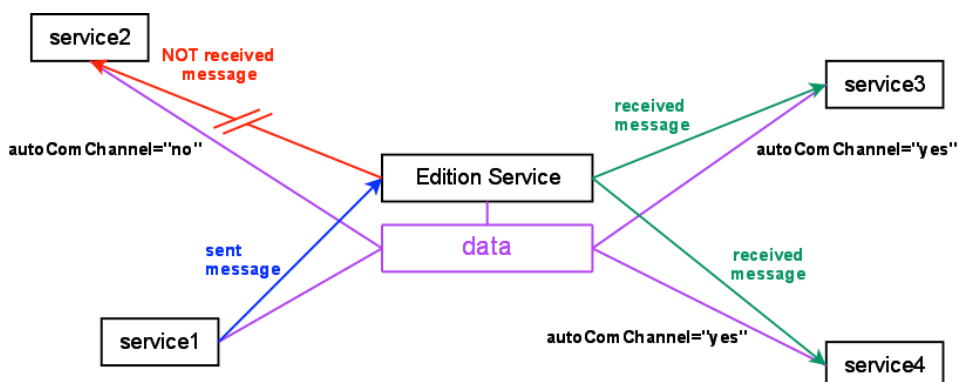 service2
NOT received
message
autoComChannel="no"
Edition Service
data
sent
message
service1
received
message
service3
autoComChannel="yes"
received
message
autoComChannel="yes"
service4